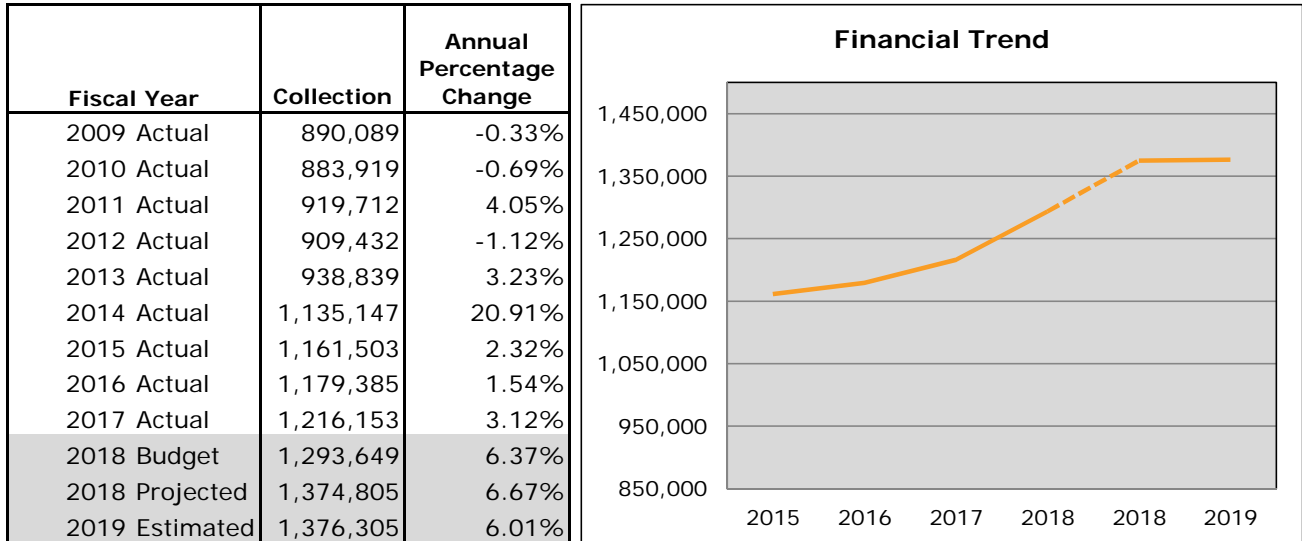 Fiscal Year Collection Annual Percentage Change
2009 Actual 890,089 -0.33%
2010 Actual 883,919 -0.69%
2011 Actual 919,712 4.05%
2012 Actual 909,432 -1.12%
2013 Actual 938,839 3.23%
2014 Actual 1,135,147 20.91%
2015 Actual 1,161,503 2.32%
2016 Actual 1,179,385 1.54%
2017 Actual 1,216,153 3.12%
2018 Budget 1,293,649 6.37%
2018 Projected 1,374,805 6.67%
2019 Estimated 1,376,305 6.01%
Financial Trend
1,450,000
1,350,000
1,250,000
1,150,000
1,050,000
950,000
850,000
2015 2016 2017 2018 2018 2019